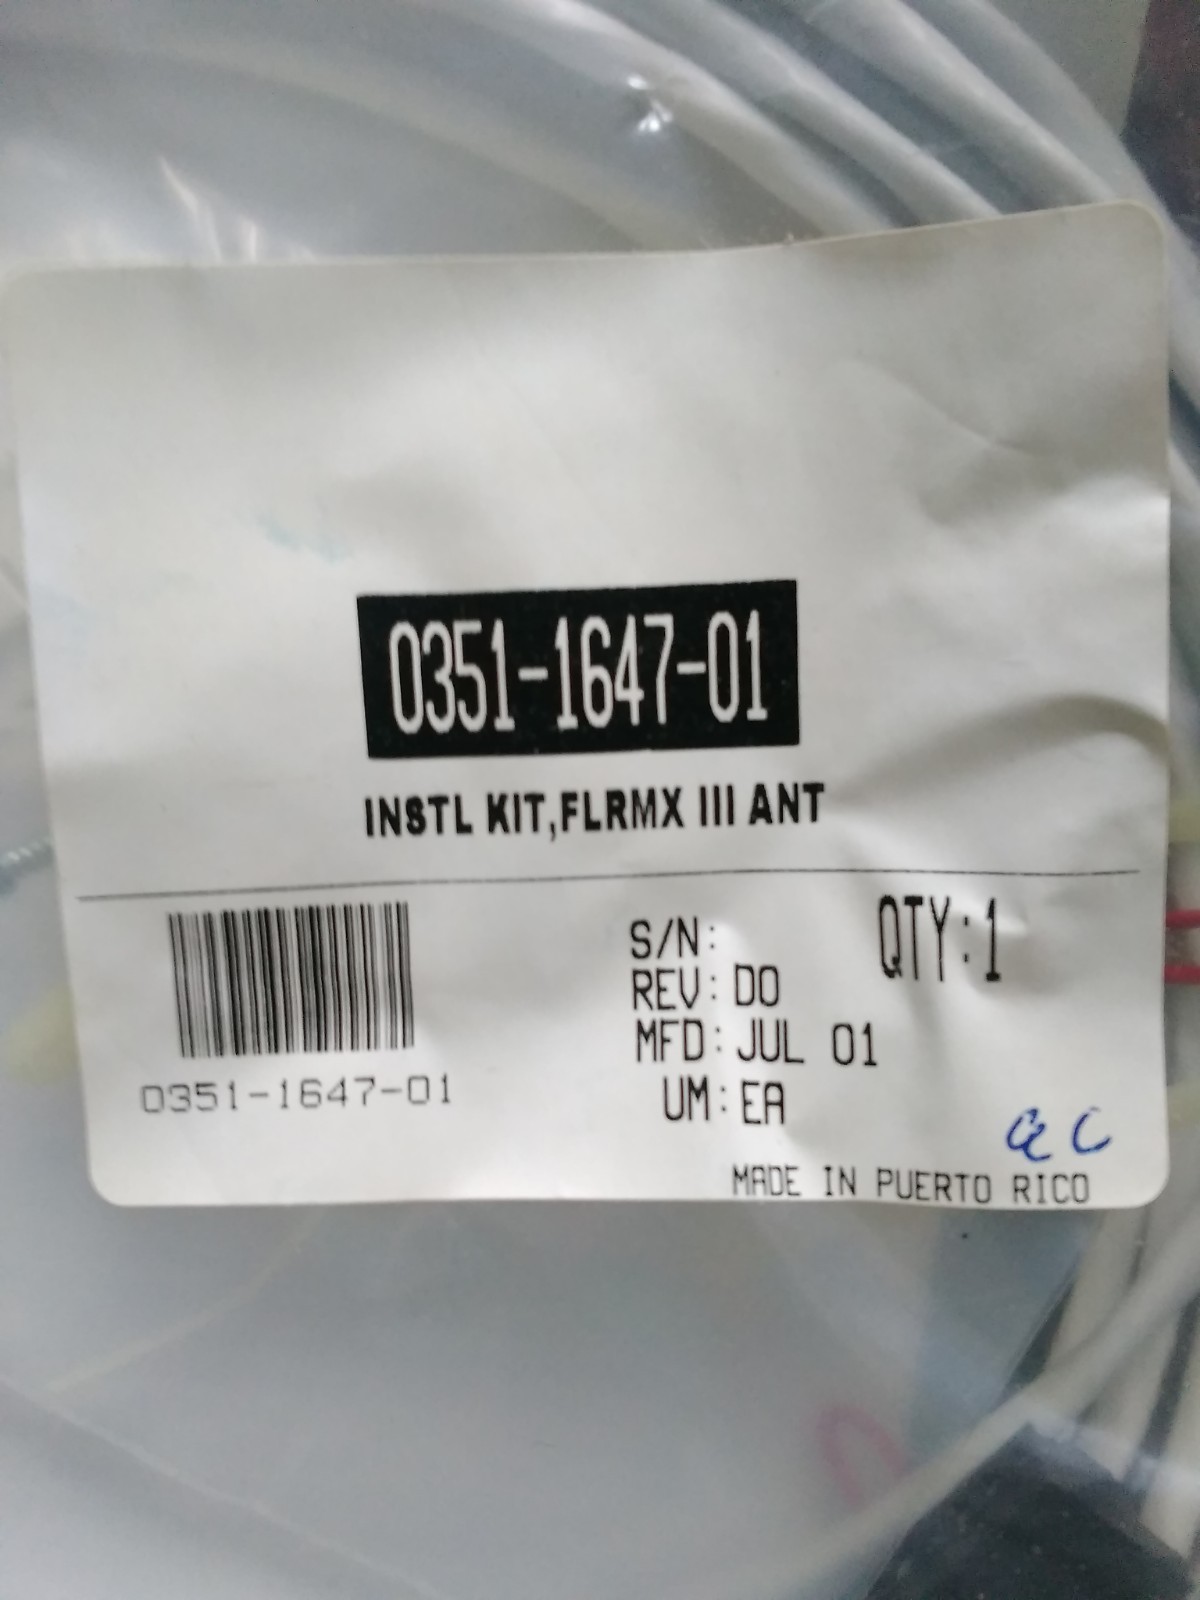 0351-1647-01
INSTL KIT,FLRMX III ANT
S/N:
QTY:1
REV:D0
MFD:JUL 01
UM:EA
0351-1647-01
QC
MADE IN PUERTO RICO